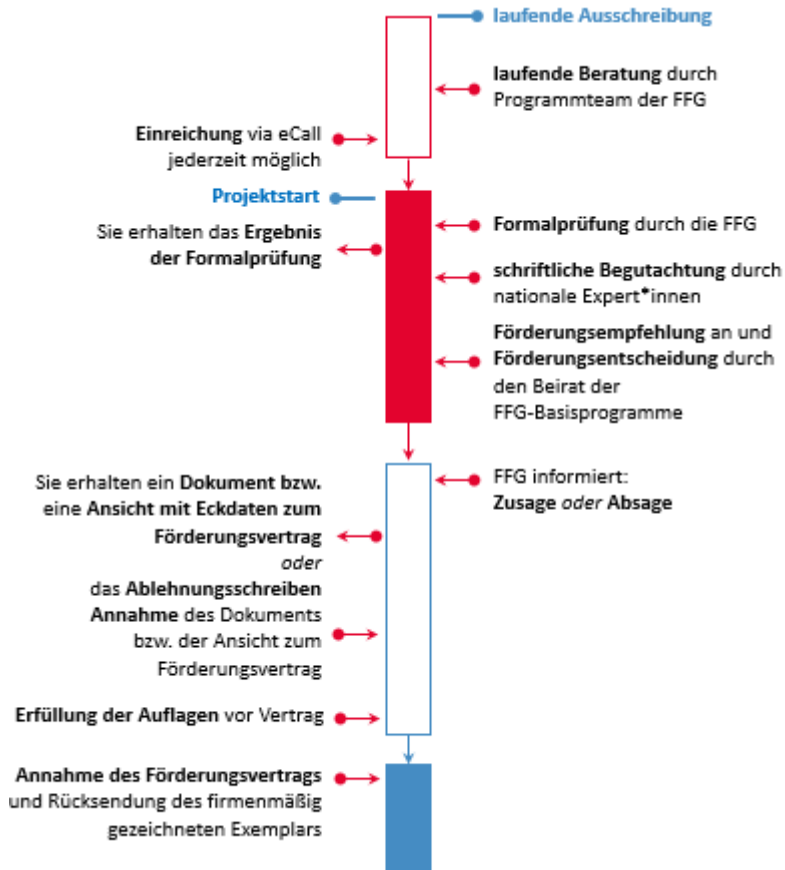 laufende Ausschreibung
laufende Beratung durch
Programmteam der FFG
Einreichung via eCall
jederzeit möglich
Projektstart
Sie erhalten das Ergebnis
der Formalprüfung
Formalprüfung durch die FFG
schriftliche Begutachtung durch
nationale Expert*innen
Förderungsempfehlung an und
Förderungsentscheidung durch
den Beirat der
FFG-Basisprogramme
FFG informiert:
Zusage oder Absage
Sie erhalten ein Dokument bzw.
eine Ansicht mit Eckdaten zum
Förderungsvertrag
oder
das Ablehnungsschreiben
Annahme des Dokuments
bzw. der Ansicht zum
Förderungsvertrag
Erfüllung der Auflagen vor Vertrag
Annahme des Förderungsvertrags
und Rücksendung des firmenmäßig
gezeichneten Exemplars